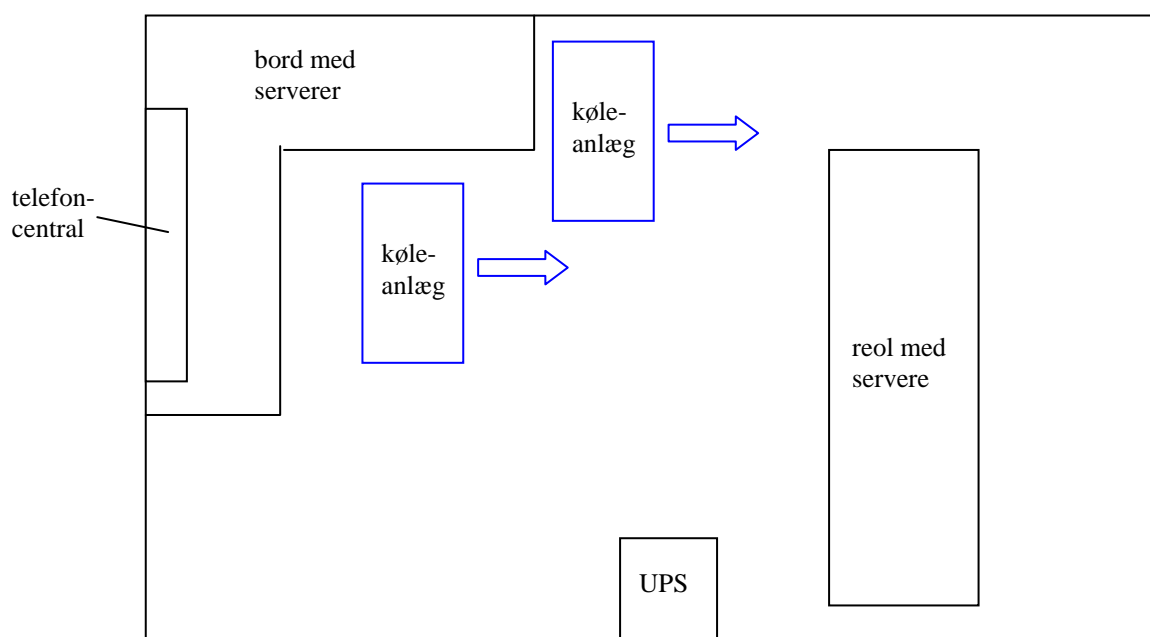 bord med
serverer
køle-
anlæg
telefon-
central
køle-
anlæg
reol med
servere
UPS